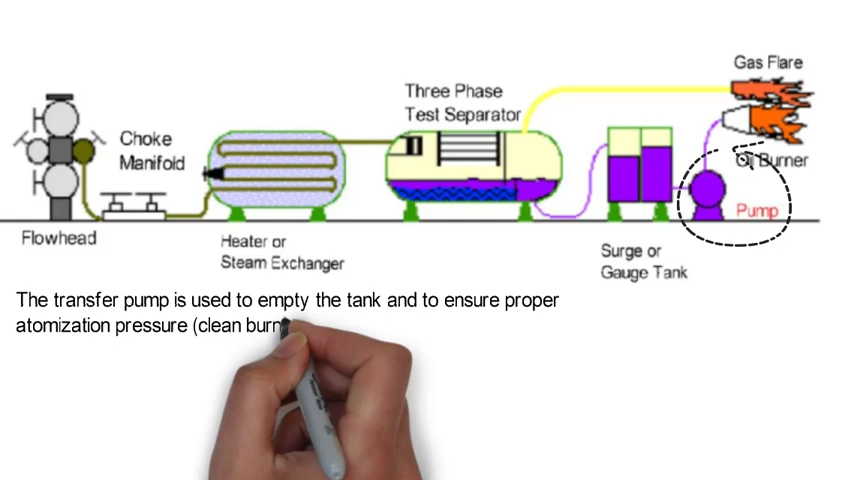 Gas Flare
Three Phase
Test Separator
Choke
Manifoid
Oil Burner
Pump
Flowhead
Heater or
Steam Exchanger
Surge or
Gauge Tank
The transfer pump is used to empty the tank and to ensure proper
atomization pressure (clean burn